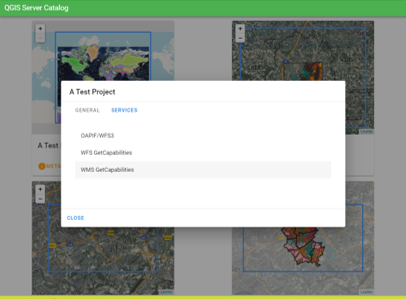 QGIS Server Catalog
A Test Project
GENERAL SERVICES
OAPIF/WFS3
WFS GetCapabilities
WMS GetCapabilities
CLOSE
A Test